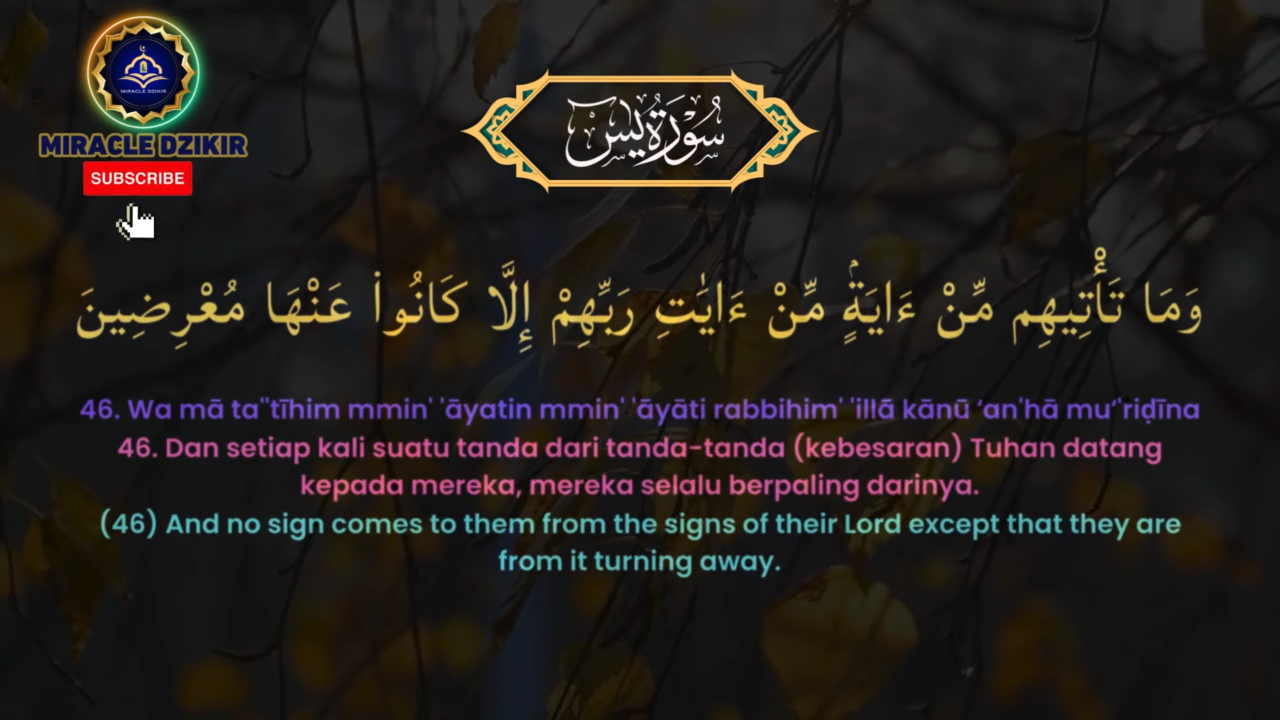 MIRACLE DZIKIR
MIRACLE DZIKIR
SUBSCRIBE
سُورَةُ يس
وَمَا تَأْتِيهِم مِّنْ ءَايَةٍۢ مِّنْ ءَايَٰتِ رَبِّهِمْ إِلَّا كَانُوا۟ عَنْهَا مُعْرِضِينَ
46. Wa mā ta"tīhim mmin' 'āyatin mmin' 'āyāti rabbihim' 'illā kānū ‘an'hā mu‘'riḍīna
46. Dan setiap kali suatu tanda dari tanda-tanda (kebesaran) Tuhan datang
kepada mereka, mereka selalu berpaling darinya.
(46) And no sign comes to them from the signs of their Lord except that they are
from it turning away.